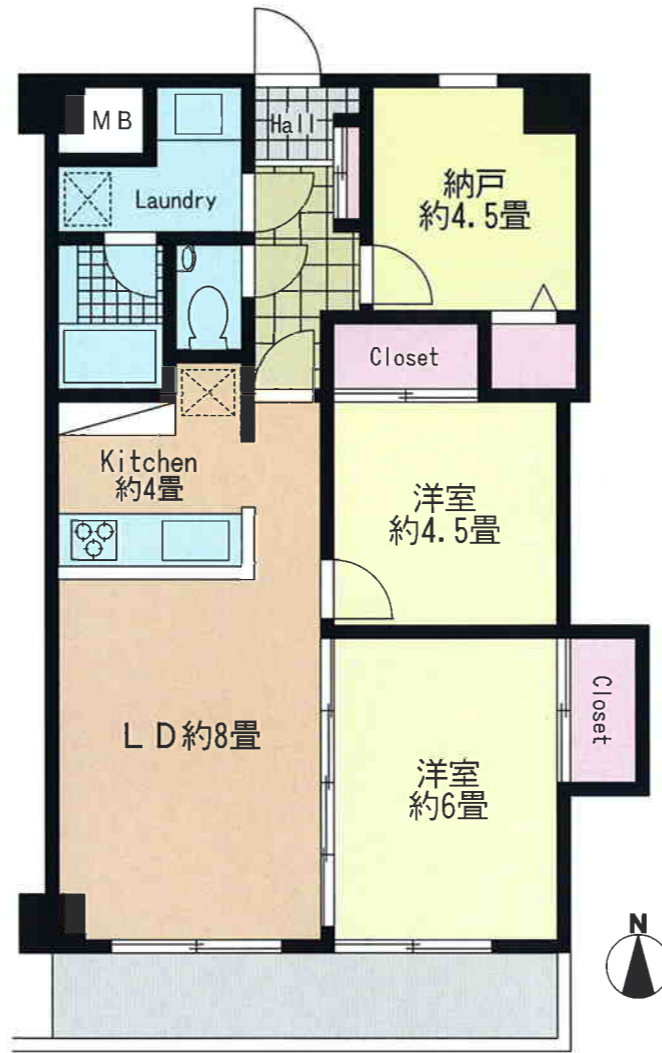 MB
Hall
Laundry
納戸
約4.5畳
Closet
Kitchen
約4畳
洋室
約4.5畳
LD約8畳
洋室
約6畳
Closet
N